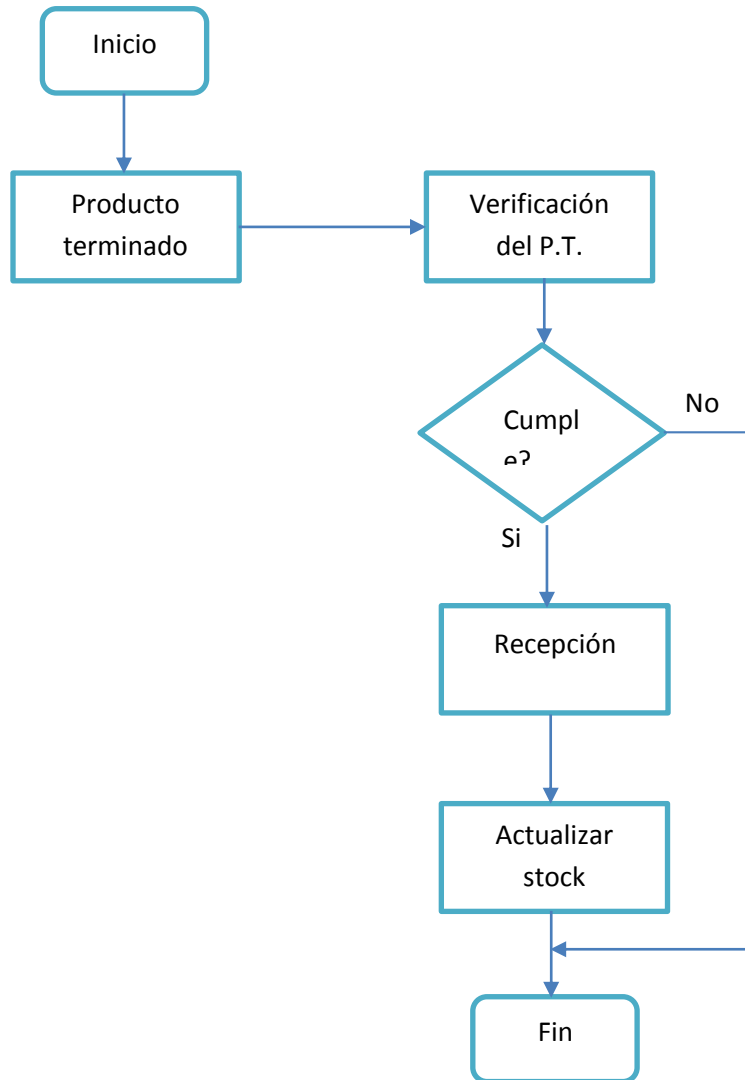 Inicio
Producto
terminado
Verificación
del P.T.
Cumpl
e?
No
Si
Recepción
Actualizar
stock
Fin